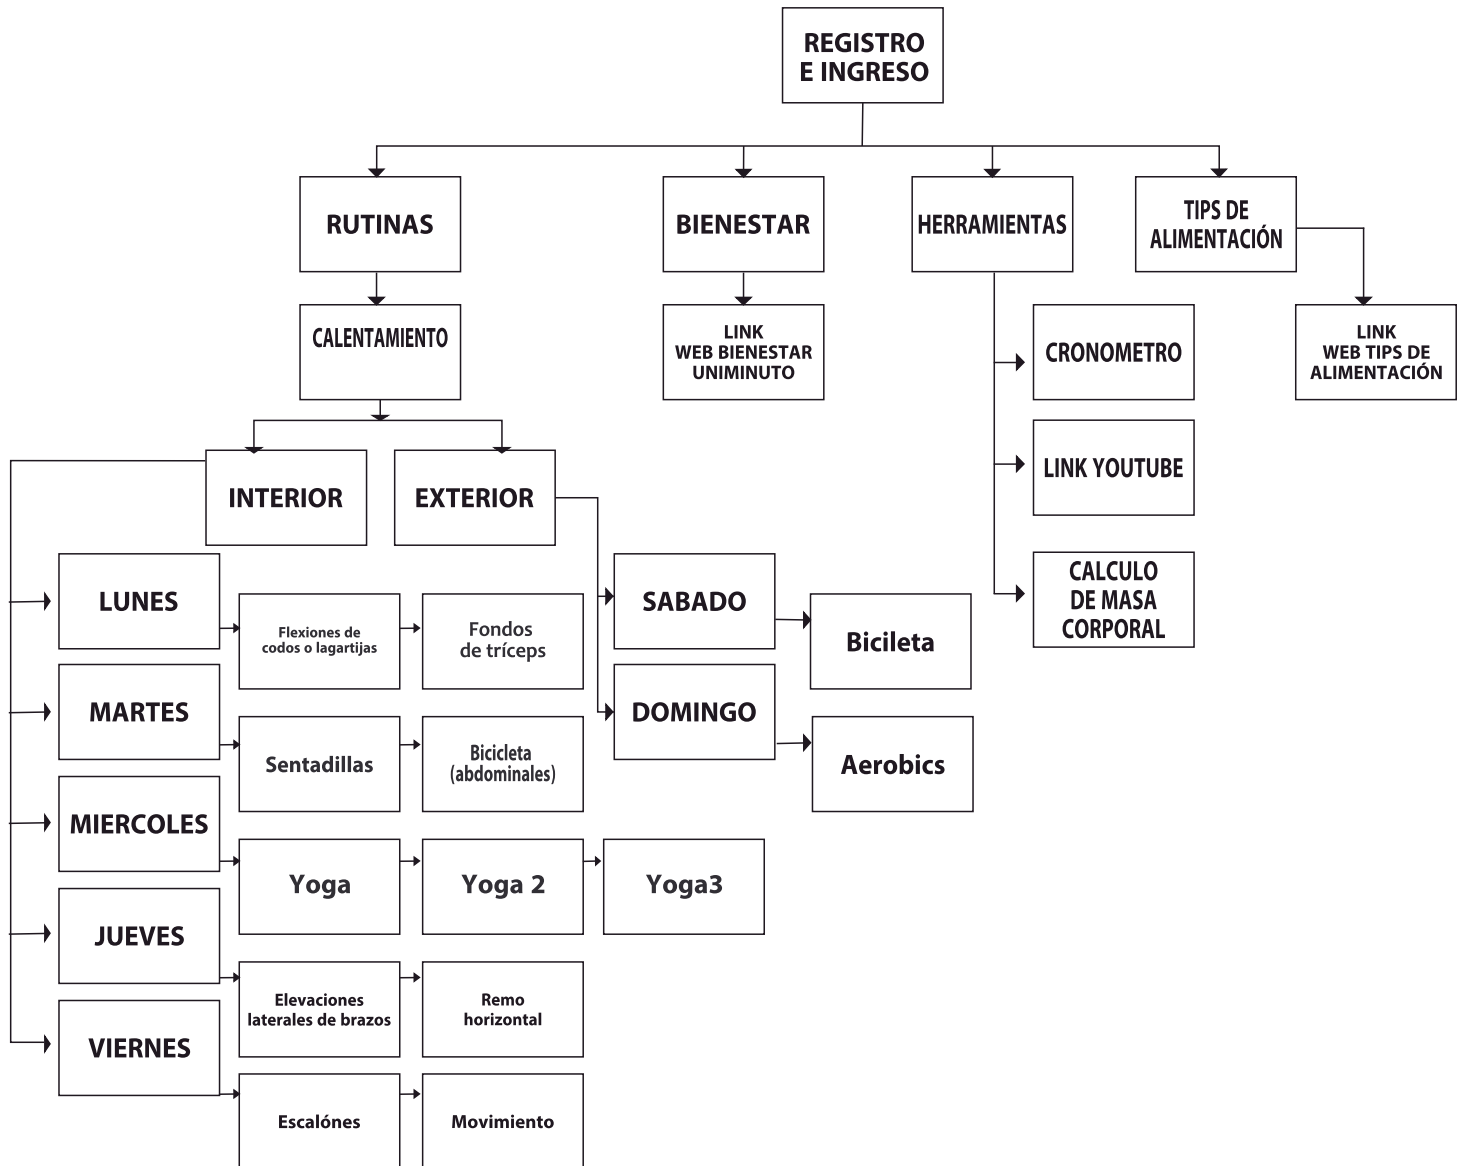 REGISTRO
E INGRESO
RUTINAS
BIENESTAR
HERRAMIENTAS
TIPS DE
ALIMENTACIÓN
CALENTAMIENTO
LINK
WEB BIENESTAR
UNIMINUTO
CRONOMETRO
LINK
WEB TIPS DE
ALIMENTACIÓN
LINK YOUTUBE
CALCULO
DE MASA
CORPORAL
INTERIOR
EXTERIOR
LUNES
Flexiones de
codos o lagartijas
Fondos
de tríceps
SABADO
Bicileta
MARTES
Sentadillas
Bicicleta
(abdominales)
DOMINGO
Aerobics
MIERCOLES
Yoga
Yoga 2
Yoga3
JUEVES
Elevaciones
laterales de brazos
Remo
horizontal
VIERNES
Escalónes
Movimiento